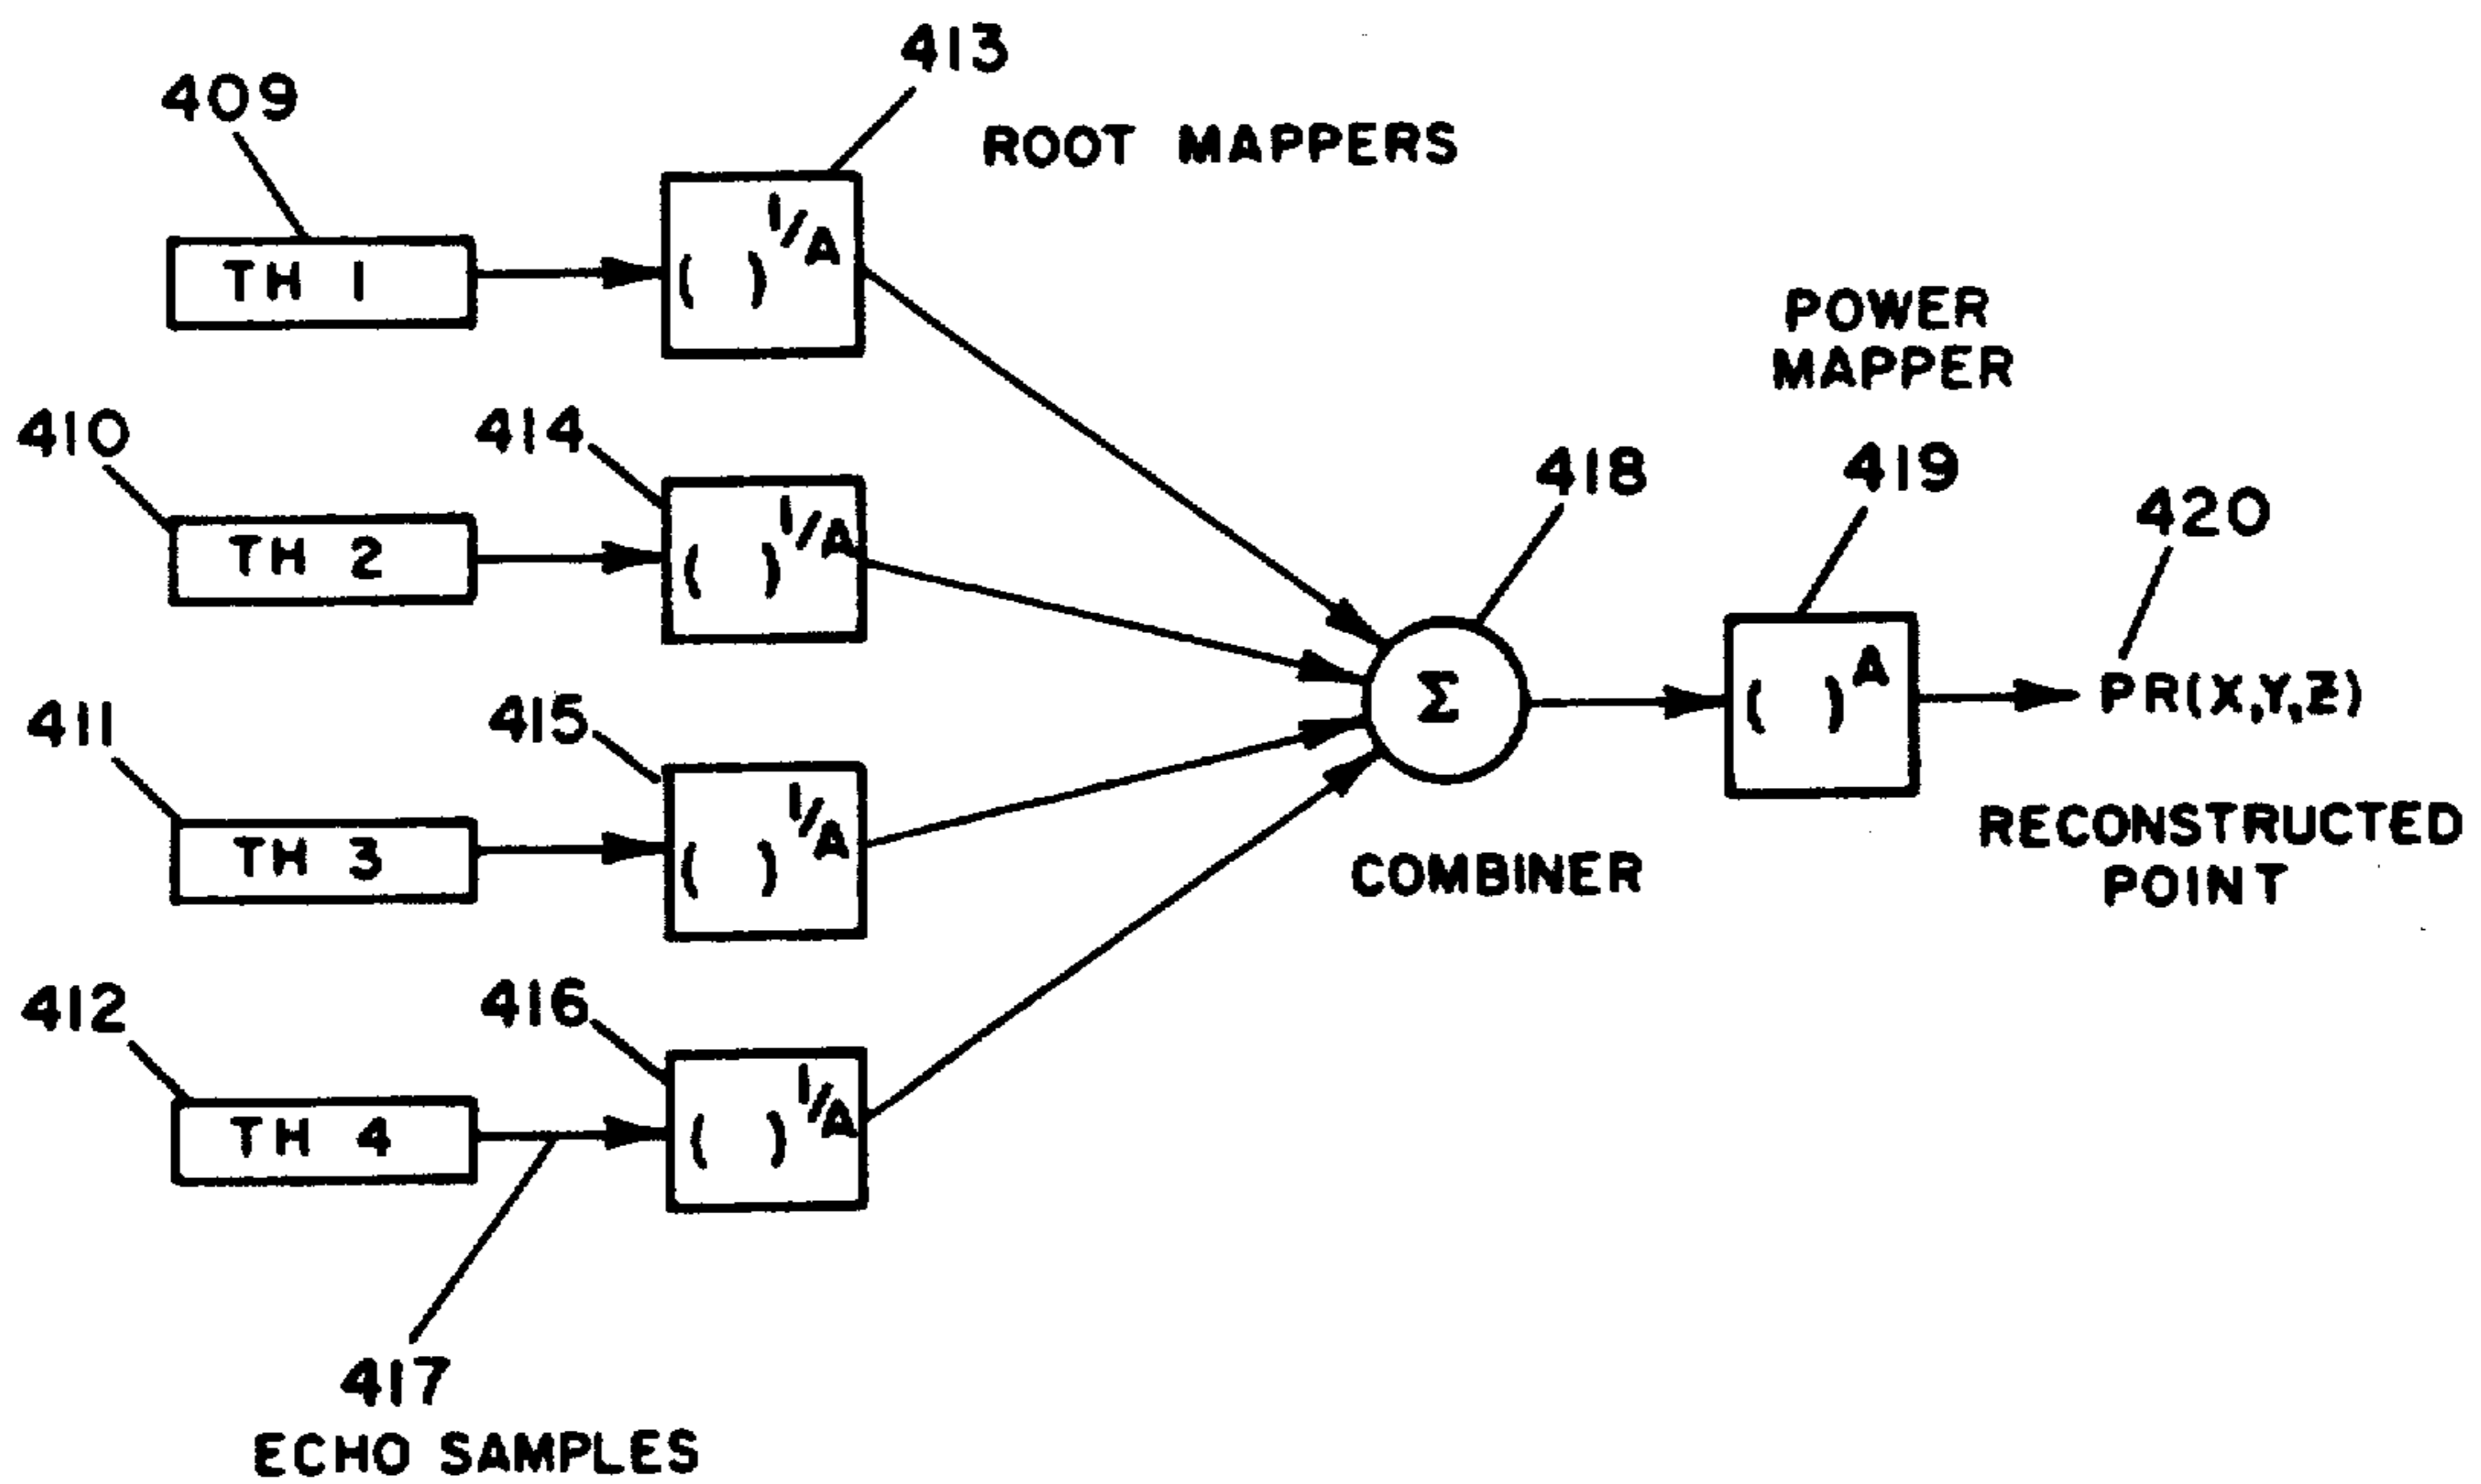 413
409
ROOT MAPPERS
TH 1
( )^1/A
POWER
MAPPER
410
414
418
419
420
TH 2
( )^1/A
Σ
( )^A
PR(X,Y,Z)
411
415
TH 3
( )^1/A
COMBINER
RECONSTRUCTED
POINT
412
416
TH 4
( )^1/A
417
ECHO SAMPLES